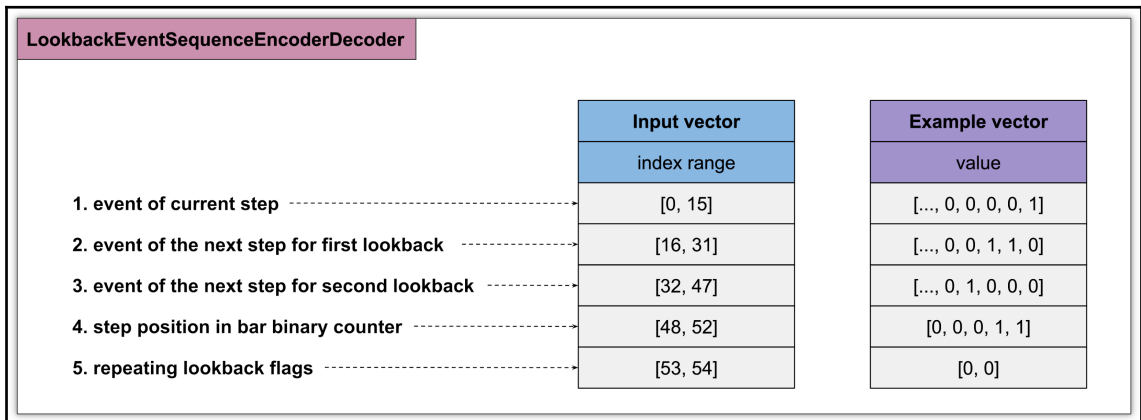 LookbackEventSequenceEncoderDecoder
Input vector Example vector
index range value
1. event of current step [0, 15] [..., 0, 0, 0, 0, 1]
2. event of the next step for first lookback [16, 31] [..., 0, 0, 1, 1, 0]
3. event of the next step for second lookback [32, 47] [..., 0, 1, 0, 0, 0]
4. step position in bar binary counter [48, 52] [0, 0, 0, 1, 1]
5. repeating lookback flags [53, 54] [0, 0]